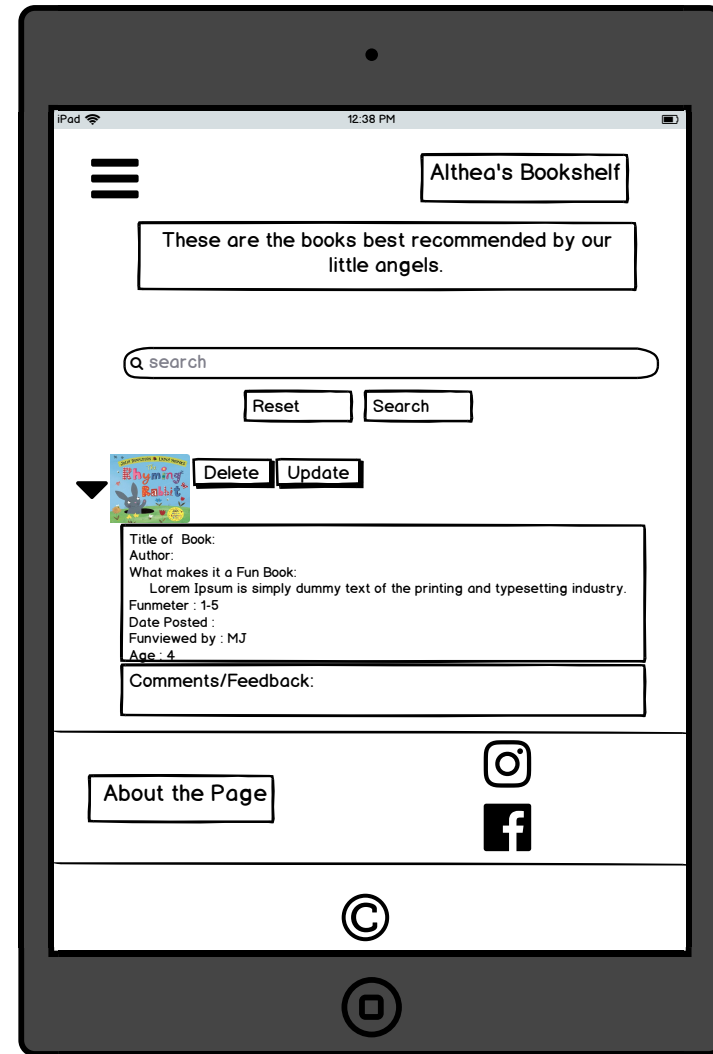 iPad 12:38 PM
Althea's Bookshelf
These are the books best recommended by our
little angels.
search
Reset Search
Rhyming
Rabbit
Delete Update
Title of Book:
Author:
What makes it a Fun Book:
Lorem Ipsum is simply dummy text of the printing and typesetting industry.
Funmeter : 1-5
Date Posted :
Funviewed by : MJ
Age : 4
Comments/Feedback:
About the Page
©